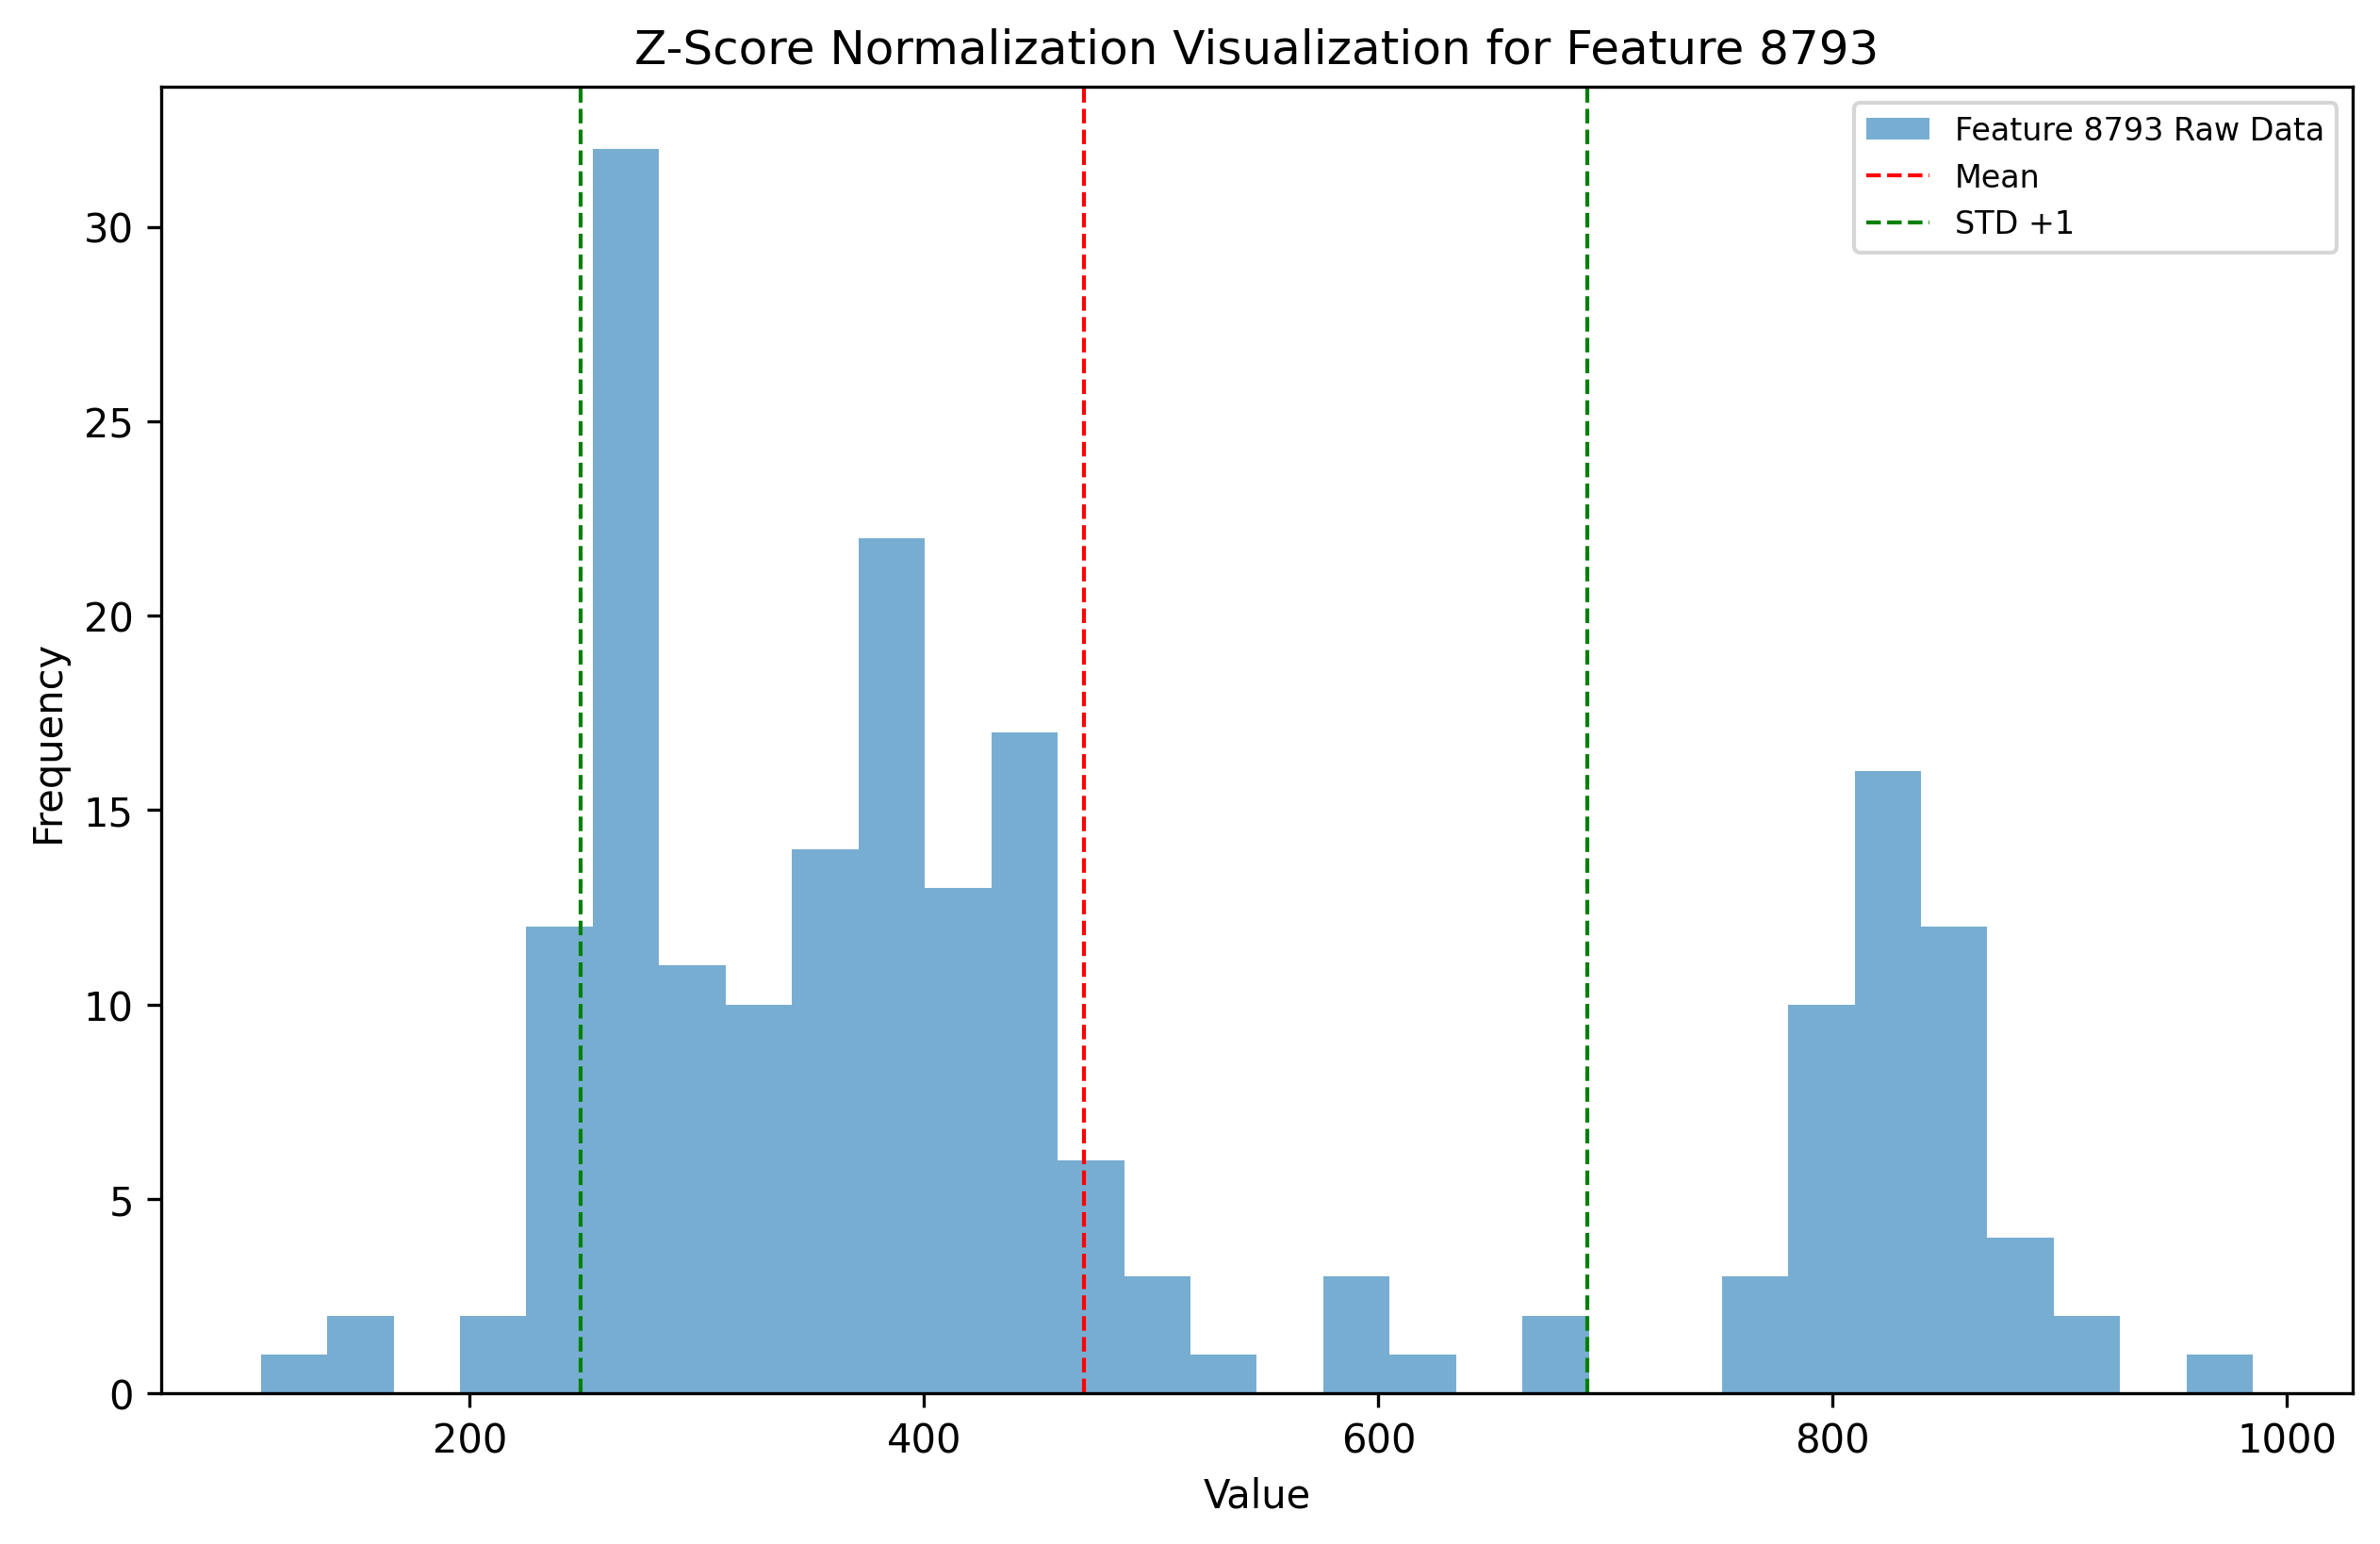 Z-Score Normalization Visualization for Feature 8793
Feature 8793 Raw Data
Mean
STD +1
30
25
20
15
10
5
0
Frequency
200 400 600 800 1000
Value